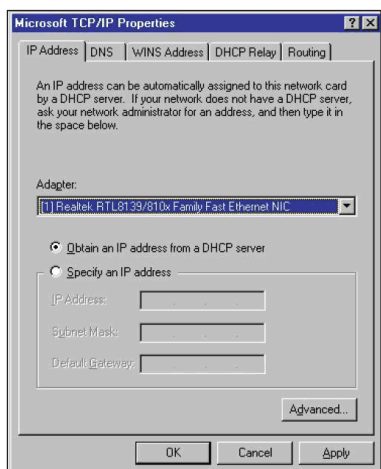 Microsoft TCP/IP Properties
IP Address DNS WINS Address DHCP Relay Routing
An IP address can be automatically assigned to this network card
by a DHCP server. If your network does not have a DHCP server,
ask your network administrator for an address, and then type it in
the space below.
Adapter:
[1] Realtek RTL8139/810x Family Fast Ethernet NIC
Obtain an IP address from a DHCP server
Specify an IP address
IP Address:
Subnet Mask:
Default Gateway:
Advanced...
OK Cancel Apply